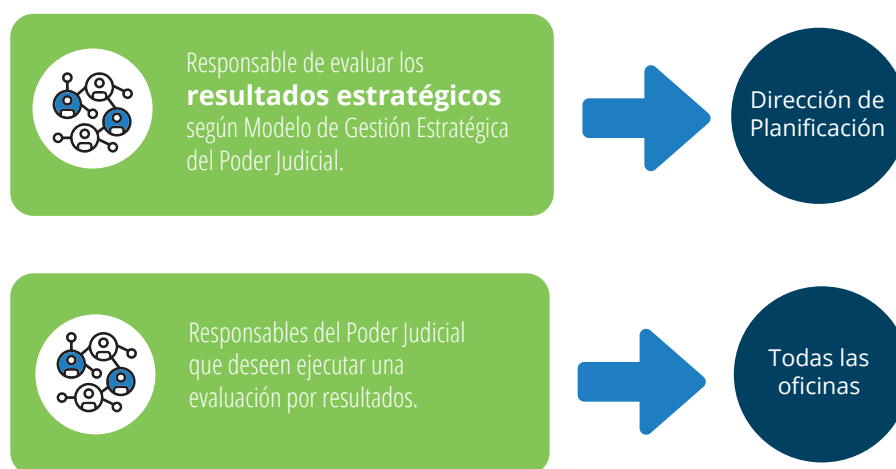 Responsable de evaluar los
resultados estratégicos
según Modelo de Gestión Estratégica
del Poder Judicial.
Dirección de
Planificación
Responsables del Poder Judicial
que deseen ejecutar una
evaluación por resultados.
Todas las
oficinas